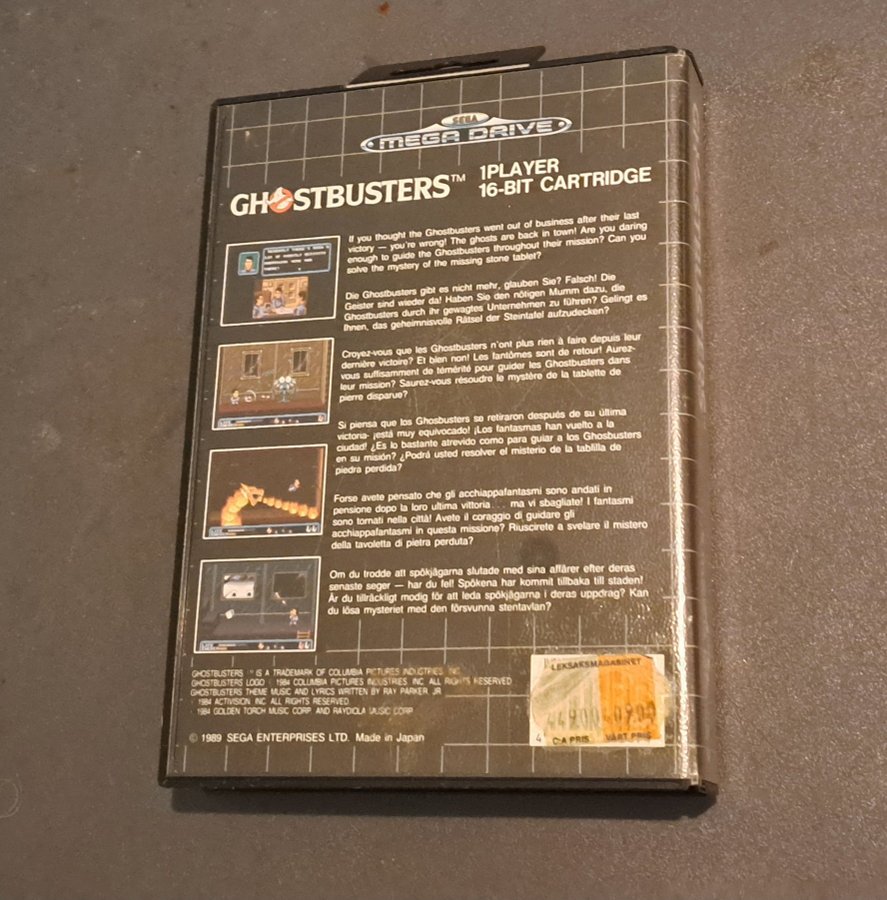 SEGA
MEGA DRIVE
GHOSTBUSTERS™
1PLAYER
16-BIT CARTRIDGE
If you thought the Ghostbusters went out of business after their last
victory — you're wrong! The ghosts are back in town! Are you daring
enough to guide the Ghostbusters throughout their mission? Can you
solve the mystery of the missing stone tablet?
Die Ghostbusters gibt es nicht mehr, glauben Sie? Falsch! Die
Geister sind wieder da! Haben Sie den nötigen Mumm dazu, die
Ghostbusters durch ihr gewagtes Unternehmen zu führen? Gelingt es
Ihnen, das geheimnisvolle Rätsel der Steintafel aufzudecken?
Croyez-vous que les Ghostbusters n'ont plus rien à faire depuis leur
dernière victoire? Et bien non! Les fantômes sont de retour! Aurez-
vous suffisamment de témérité pour guider les Ghostbusters dans
leur mission? Saurez-vous résoudre le mystère de la tablette de
pierre disparue?
Si piensa que los Ghosbusters se retiraron después de su última
victoria- ¡está muy equivocado! ¡Los fantasmas han vuelto a la
ciudad! ¿Es lo bastante atrevido como para guiar a los Ghosbusters
en su misión? ¿Podrá usted resolver el misterio de la tablilla de
piedra perdida?
Forse avete pensato che gli acchiappafantasmi sono andati in
pensione dopo la loro ultima vittoria . . . ma vi sbagliate! I fantasmi
sono tornati nella città! Avete il coraggio di guidare gli
acchiappafantasmi in questa missione? Riuscirete a svelare il mistero
della tavoletta di pietra perduta?
Om du trodde att spökjägarna slutade med sina affärer efter deras
senaste seger — har du fel! Spökena har kommit tillbaka till staden!
Är du tillräckligt modig för att leda spökjägarna i deras uppdrag? Kan
du lösa mysteriet med den försvunna stentavlan?
GHOSTBUSTERS ™ IS A TRADEMARK OF COLUMBIA PICTURES INDUSTRIES, INC.
GHOSTBUSTERS LOGO 1984 COLUMBIA PICTURES INDUSTRIES INC. ALL RIGHTS RESERVED
GHOSTBUSTERS THEME MUSIC AND LYRICS WRITTEN BY RAY PARKER, JR.
1984 ACTIVISION, INC. ALL RIGHTS RESERVED
1984 GOLDEN TORCH MUSIC CORP. AND RAYDIOLA MUSIC CORP.
© 1989 SEGA ENTERPRISES LTD. Made in Japan
LEKSAKSMAGASINET
44900 40900
CA PRIS VÅRT PRIS